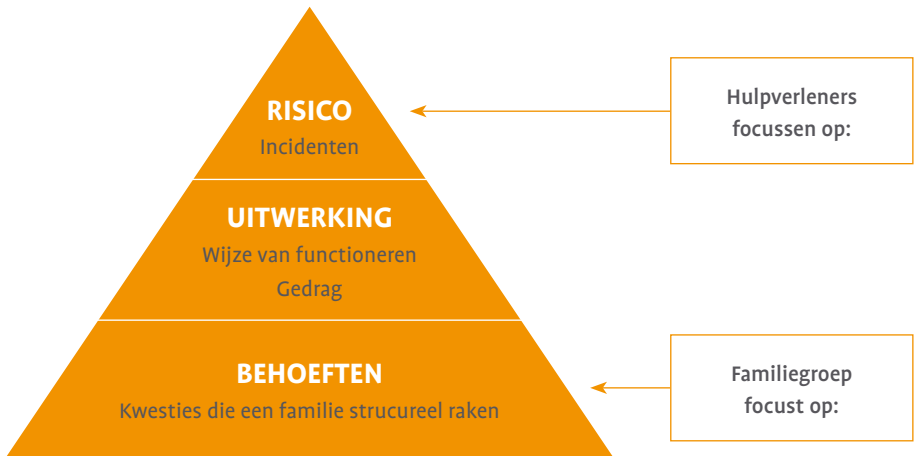 RISICO
Incidenten
Hulpverleners
focussen op:
UITWERKING
Wijze van functioneren
Gedrag
BEHOEFTEN
Kwesties die een familie strucureel raken
Familiegroep
focust op: